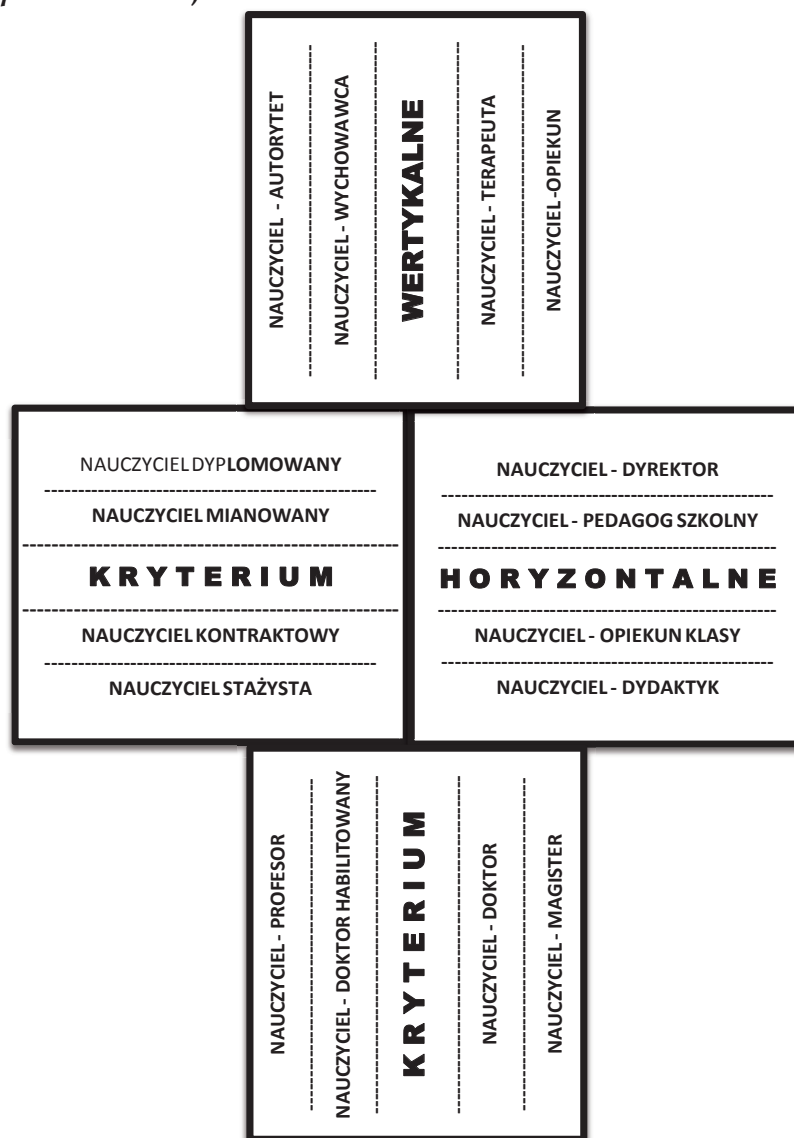 NAUCZYCIEL - AUTORYTET
NAUCZYCIEL - WYCHOWAWCA
WERTYKALNE
NAUCZYCIEL - TERAPEUTA
NAUCZYCIEL -OPIEKUN
NAUCZYCIEL DYPLOMOWANY
NAUCZYCIEL MIANOWANY
KRYTERIUM
NAUCZYCIEL KONTRAKTOWY
NAUCZYCIEL STAŻYSTA
NAUCZYCIEL - DYREKTOR
NAUCZYCIEL - PEDAGOG SZKOLNY
HORYZONTALNE
NAUCZYCIEL - OPIEKUN KLASY
NAUCZYCIEL - DYDAKTYK
NAUCZYCIEL - PROFESOR
NAUCZYCIEL - DOKTOR HABILITOWANY
KRYTERIUM
NAUCZYCIEL - DOKTOR
NAUCZYCIEL - MAGISTER